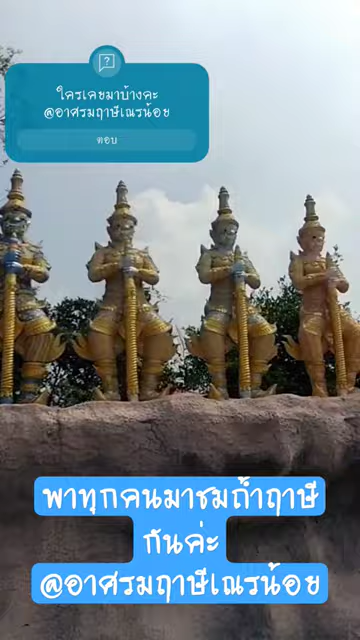 ใครเคยมาบ้างคะ
@อาศรมฤาษีเณรน้อย
ตอบ
พาทุกคนมาชมถ้ำฤาษี
กันค่ะ
@อาศรมฤาษีเณรน้อย